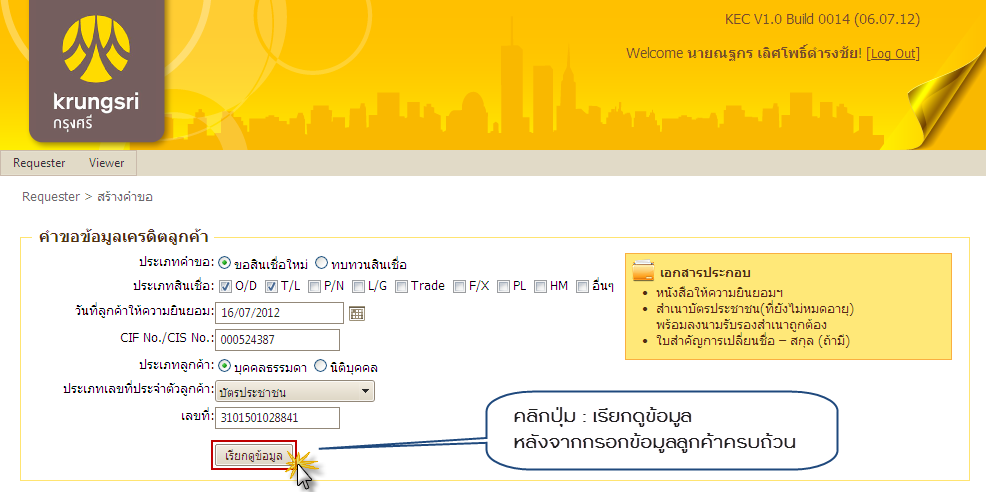 KEC V1.0 Build 0014 (06.07.12)
Welcome นายณฐกร เลิศโพธิ์ดำรงชัย! [Log Out]
krungsri
กรุงศรี
Requester Viewer
Requester > สร้างคำขอ
คำขอข้อมูลเครดิตลูกค้า
ประเภทคำขอ: ขอสินเชื่อใหม่ ทบทวนสินเชื่อ
ประเภทสินเชื่อ: O/D T/L P/N L/G Trade F/X PL HM อื่นๆ
วันที่ลูกค้าให้ความยินยอม: 16/07/2012
CIF No./CIS No.: 000524387
ประเภทลูกค้า: บุคคลธรรมดา นิติบุคคล
ประเภทเลขที่ประจำตัวลูกค้า: บัตรประชาชน
เลขที่: 3101501028841
เรียกดูข้อมูล
เอกสารประกอบ
• หนังสือให้ความยินยอมฯ
• สำเนาบัตรประชาชน(ที่ยังไม่หมดอายุ)
พร้อมลงนามรับรองสำเนาถูกต้อง
• ใบสำคัญการเปลี่ยนชื่อ – สกุล (ถ้ามี)
คลิกปุ่ม : เรียกดูข้อมูล
หลังจากกรอกข้อมูลลูกค้าครบถ้วน